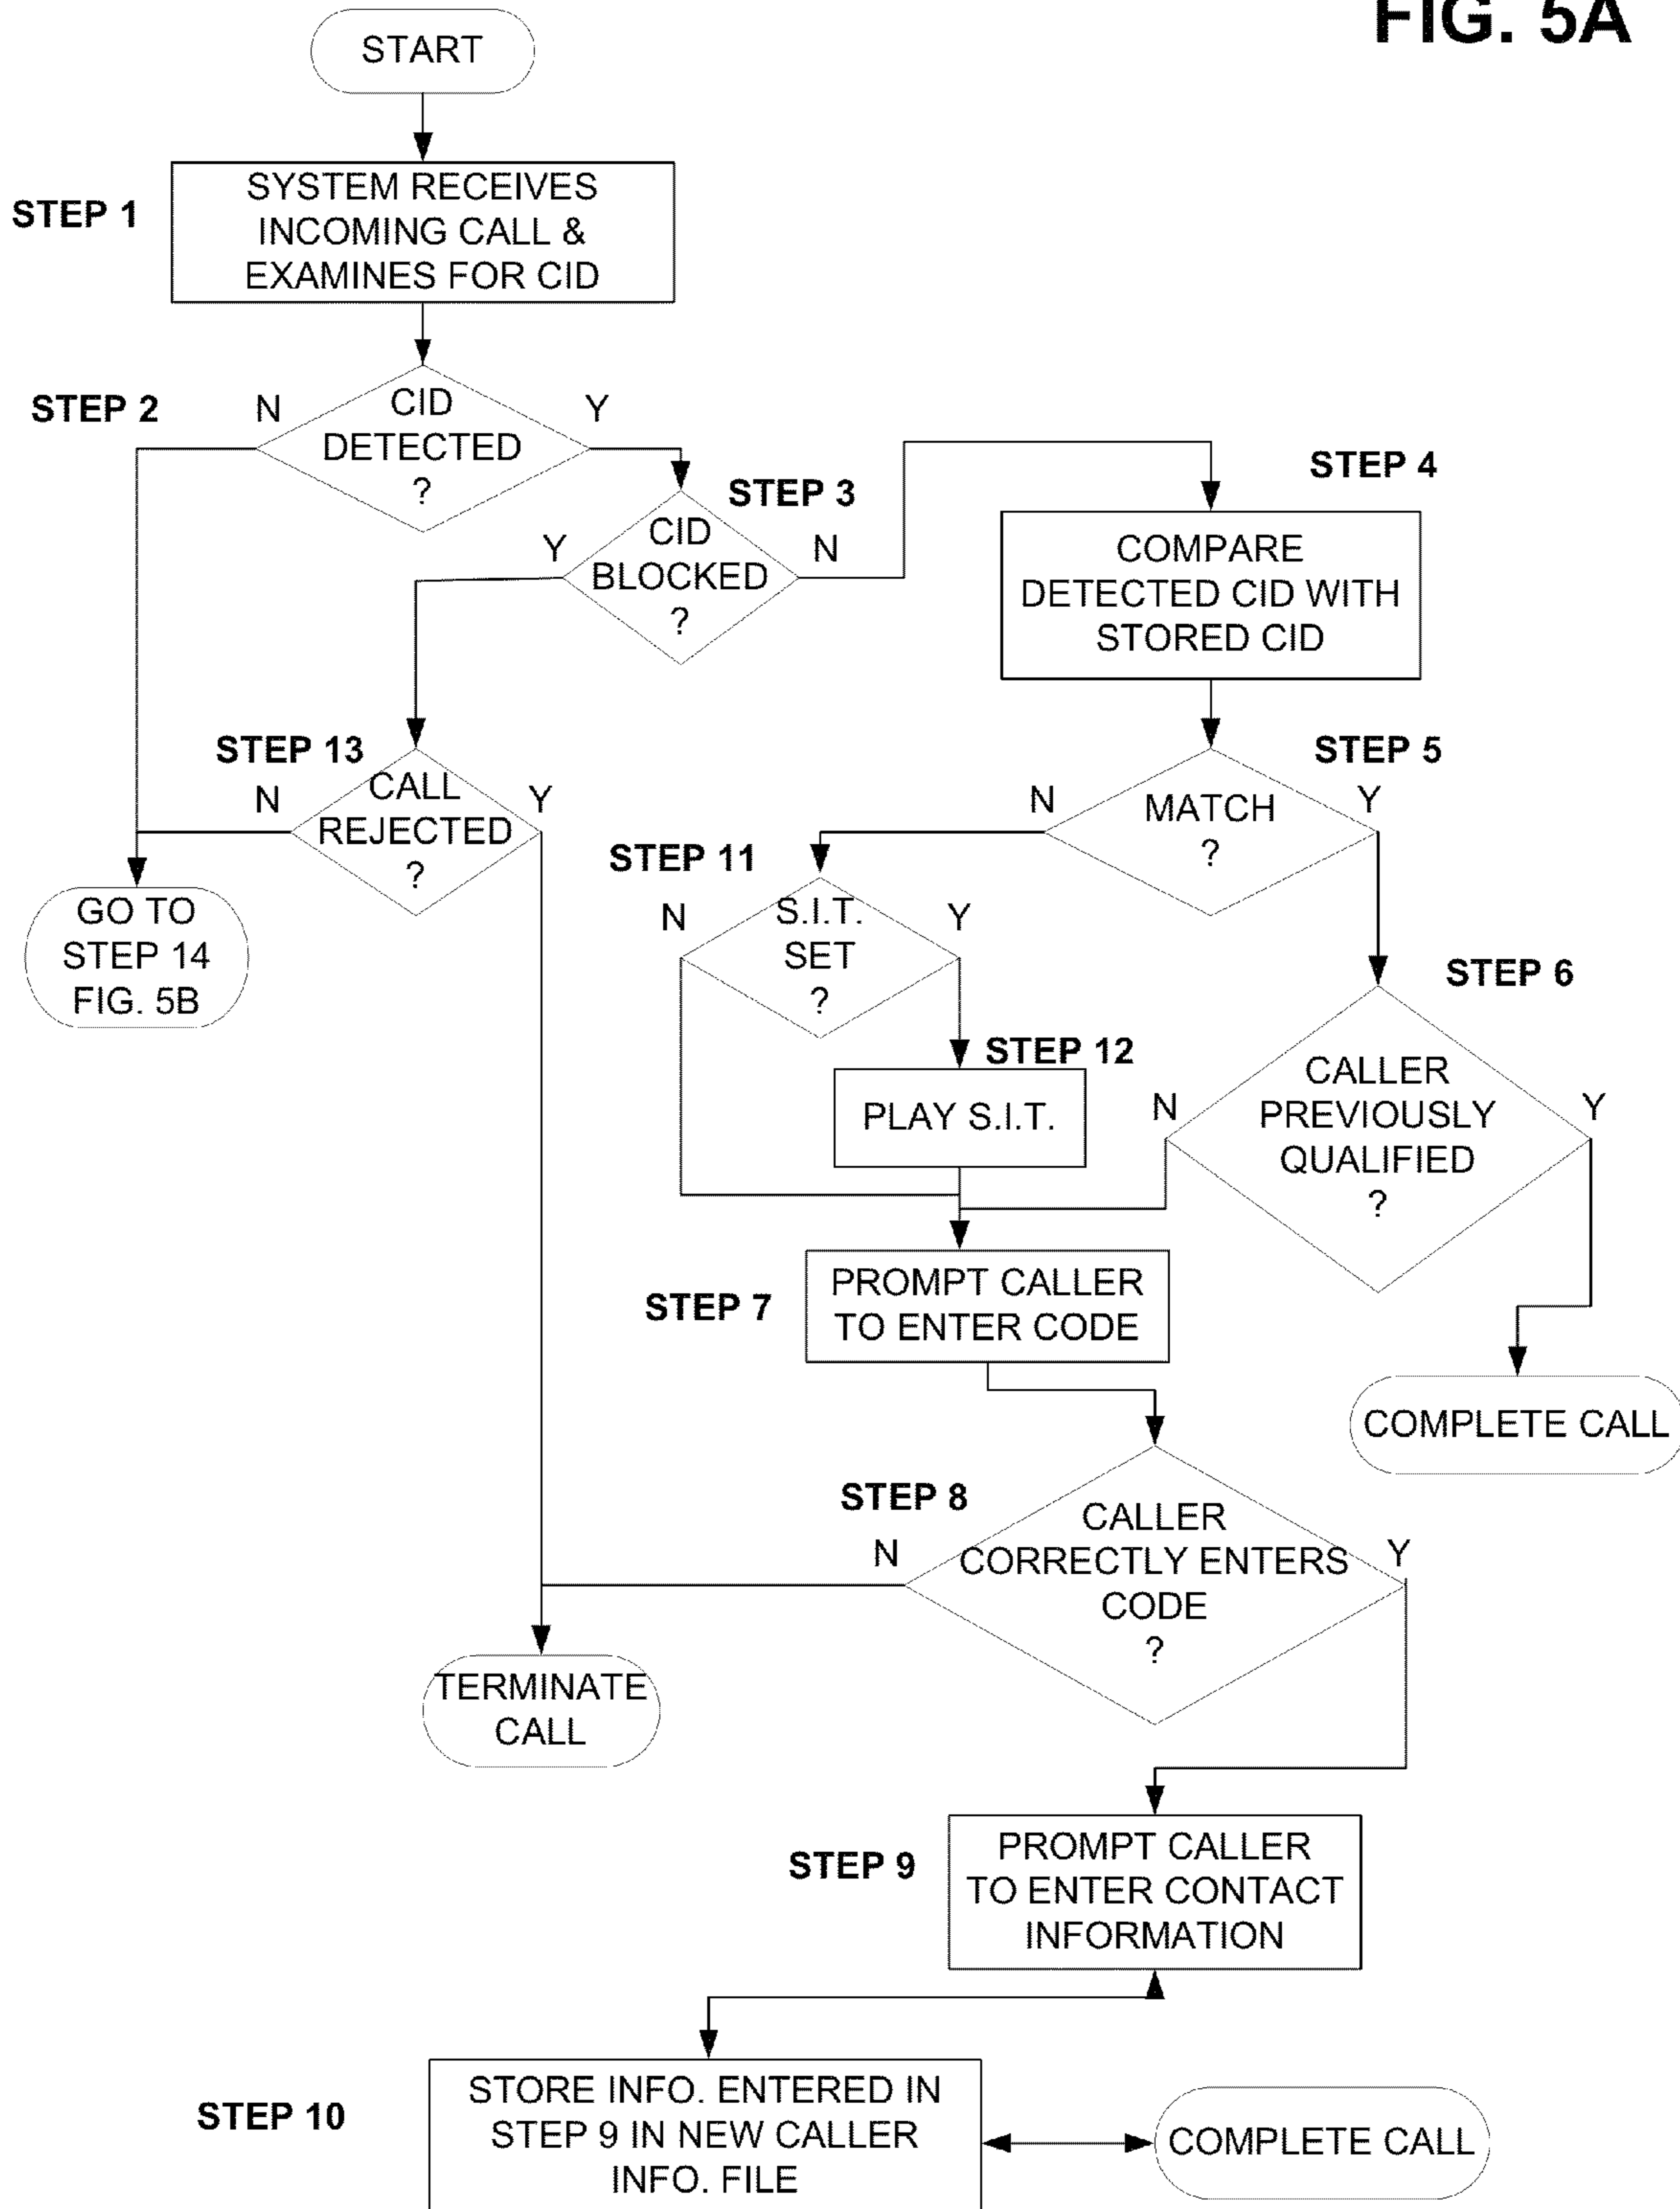 FIG. 5A
START
STEP 1
SYSTEM RECEIVES
INCOMING CALL &
EXAMINES FOR CID
STEP 2
N
CID
DETECTED
?
Y
STEP 3
Y
CID
BLOCKED
?
N
STEP 4
COMPARE
DETECTED CID WITH
STORED CID
STEP 13
N
CALL
REJECTED
?
Y
STEP 5
N
MATCH
?
Y
GO TO
STEP 14
FIG. 5B
STEP 11
N
S.I.T.
SET
?
Y
STEP 12
PLAY S.I.T.
STEP 6
N
CALLER
PREVIOUSLY
QUALIFIED
?
Y
STEP 7
PROMPT CALLER
TO ENTER CODE
COMPLETE CALL
STEP 8
N
CALLER
CORRECTLY ENTERS
CODE
?
Y
TERMINATE
CALL
STEP 9
PROMPT CALLER
TO ENTER CONTACT
INFORMATION
STEP 10
STORE INFO. ENTERED IN
STEP 9 IN NEW CALLER
INFO. FILE
COMPLETE CALL